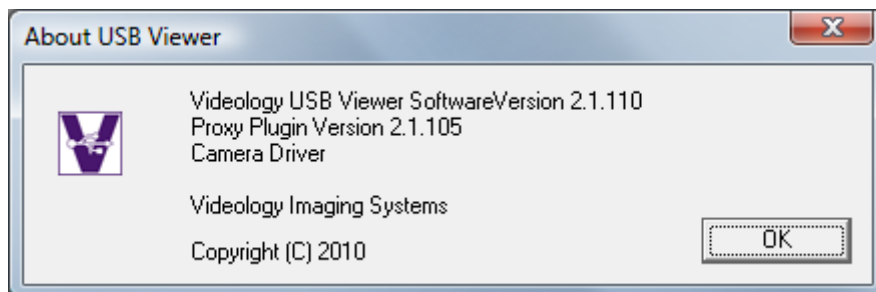 About USB Viewer
Videology USB Viewer SoftwareVersion 2.1.110
Proxy Plugin Version 2.1.105
Camera Driver
Videology Imaging Systems
Copyright (C) 2010
OK